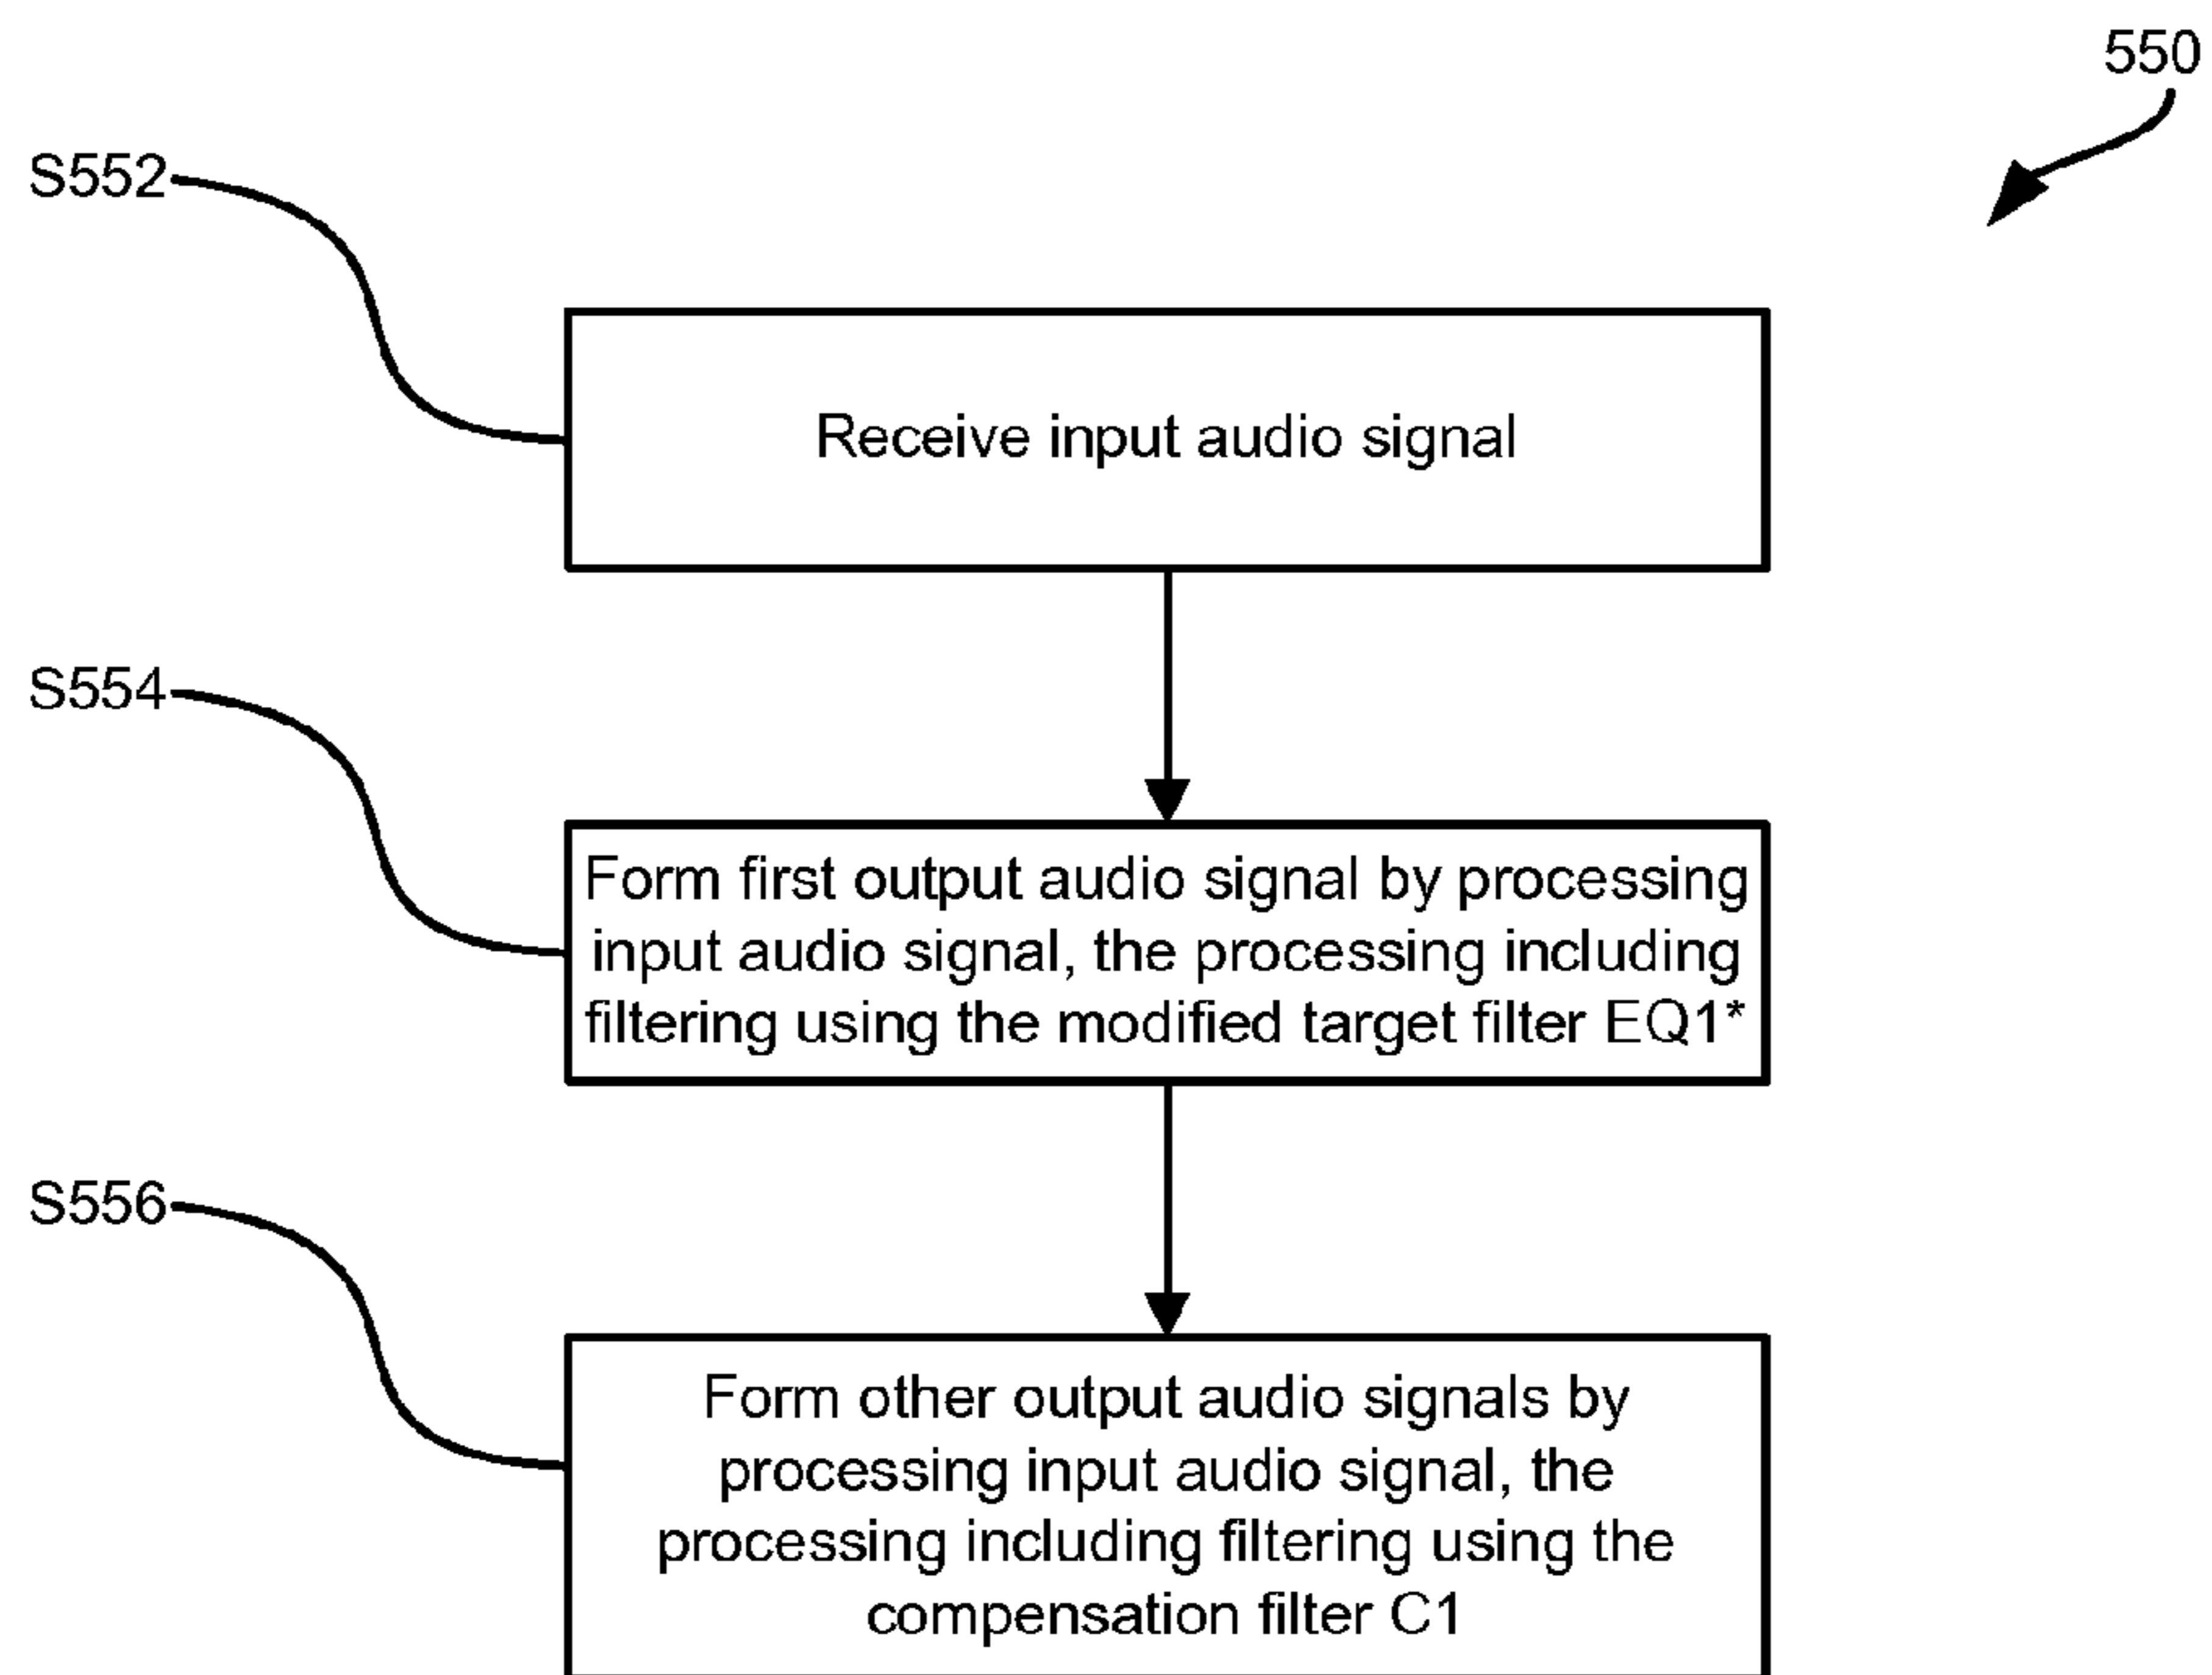 550
S552
Receive input audio signal
S554
Form first output audio signal by processing
input audio signal, the processing including
filtering using the modified target filter EQ1*
S556
Form other output audio signals by
processing input audio signal, the
processing including filtering using the
compensation filter C1